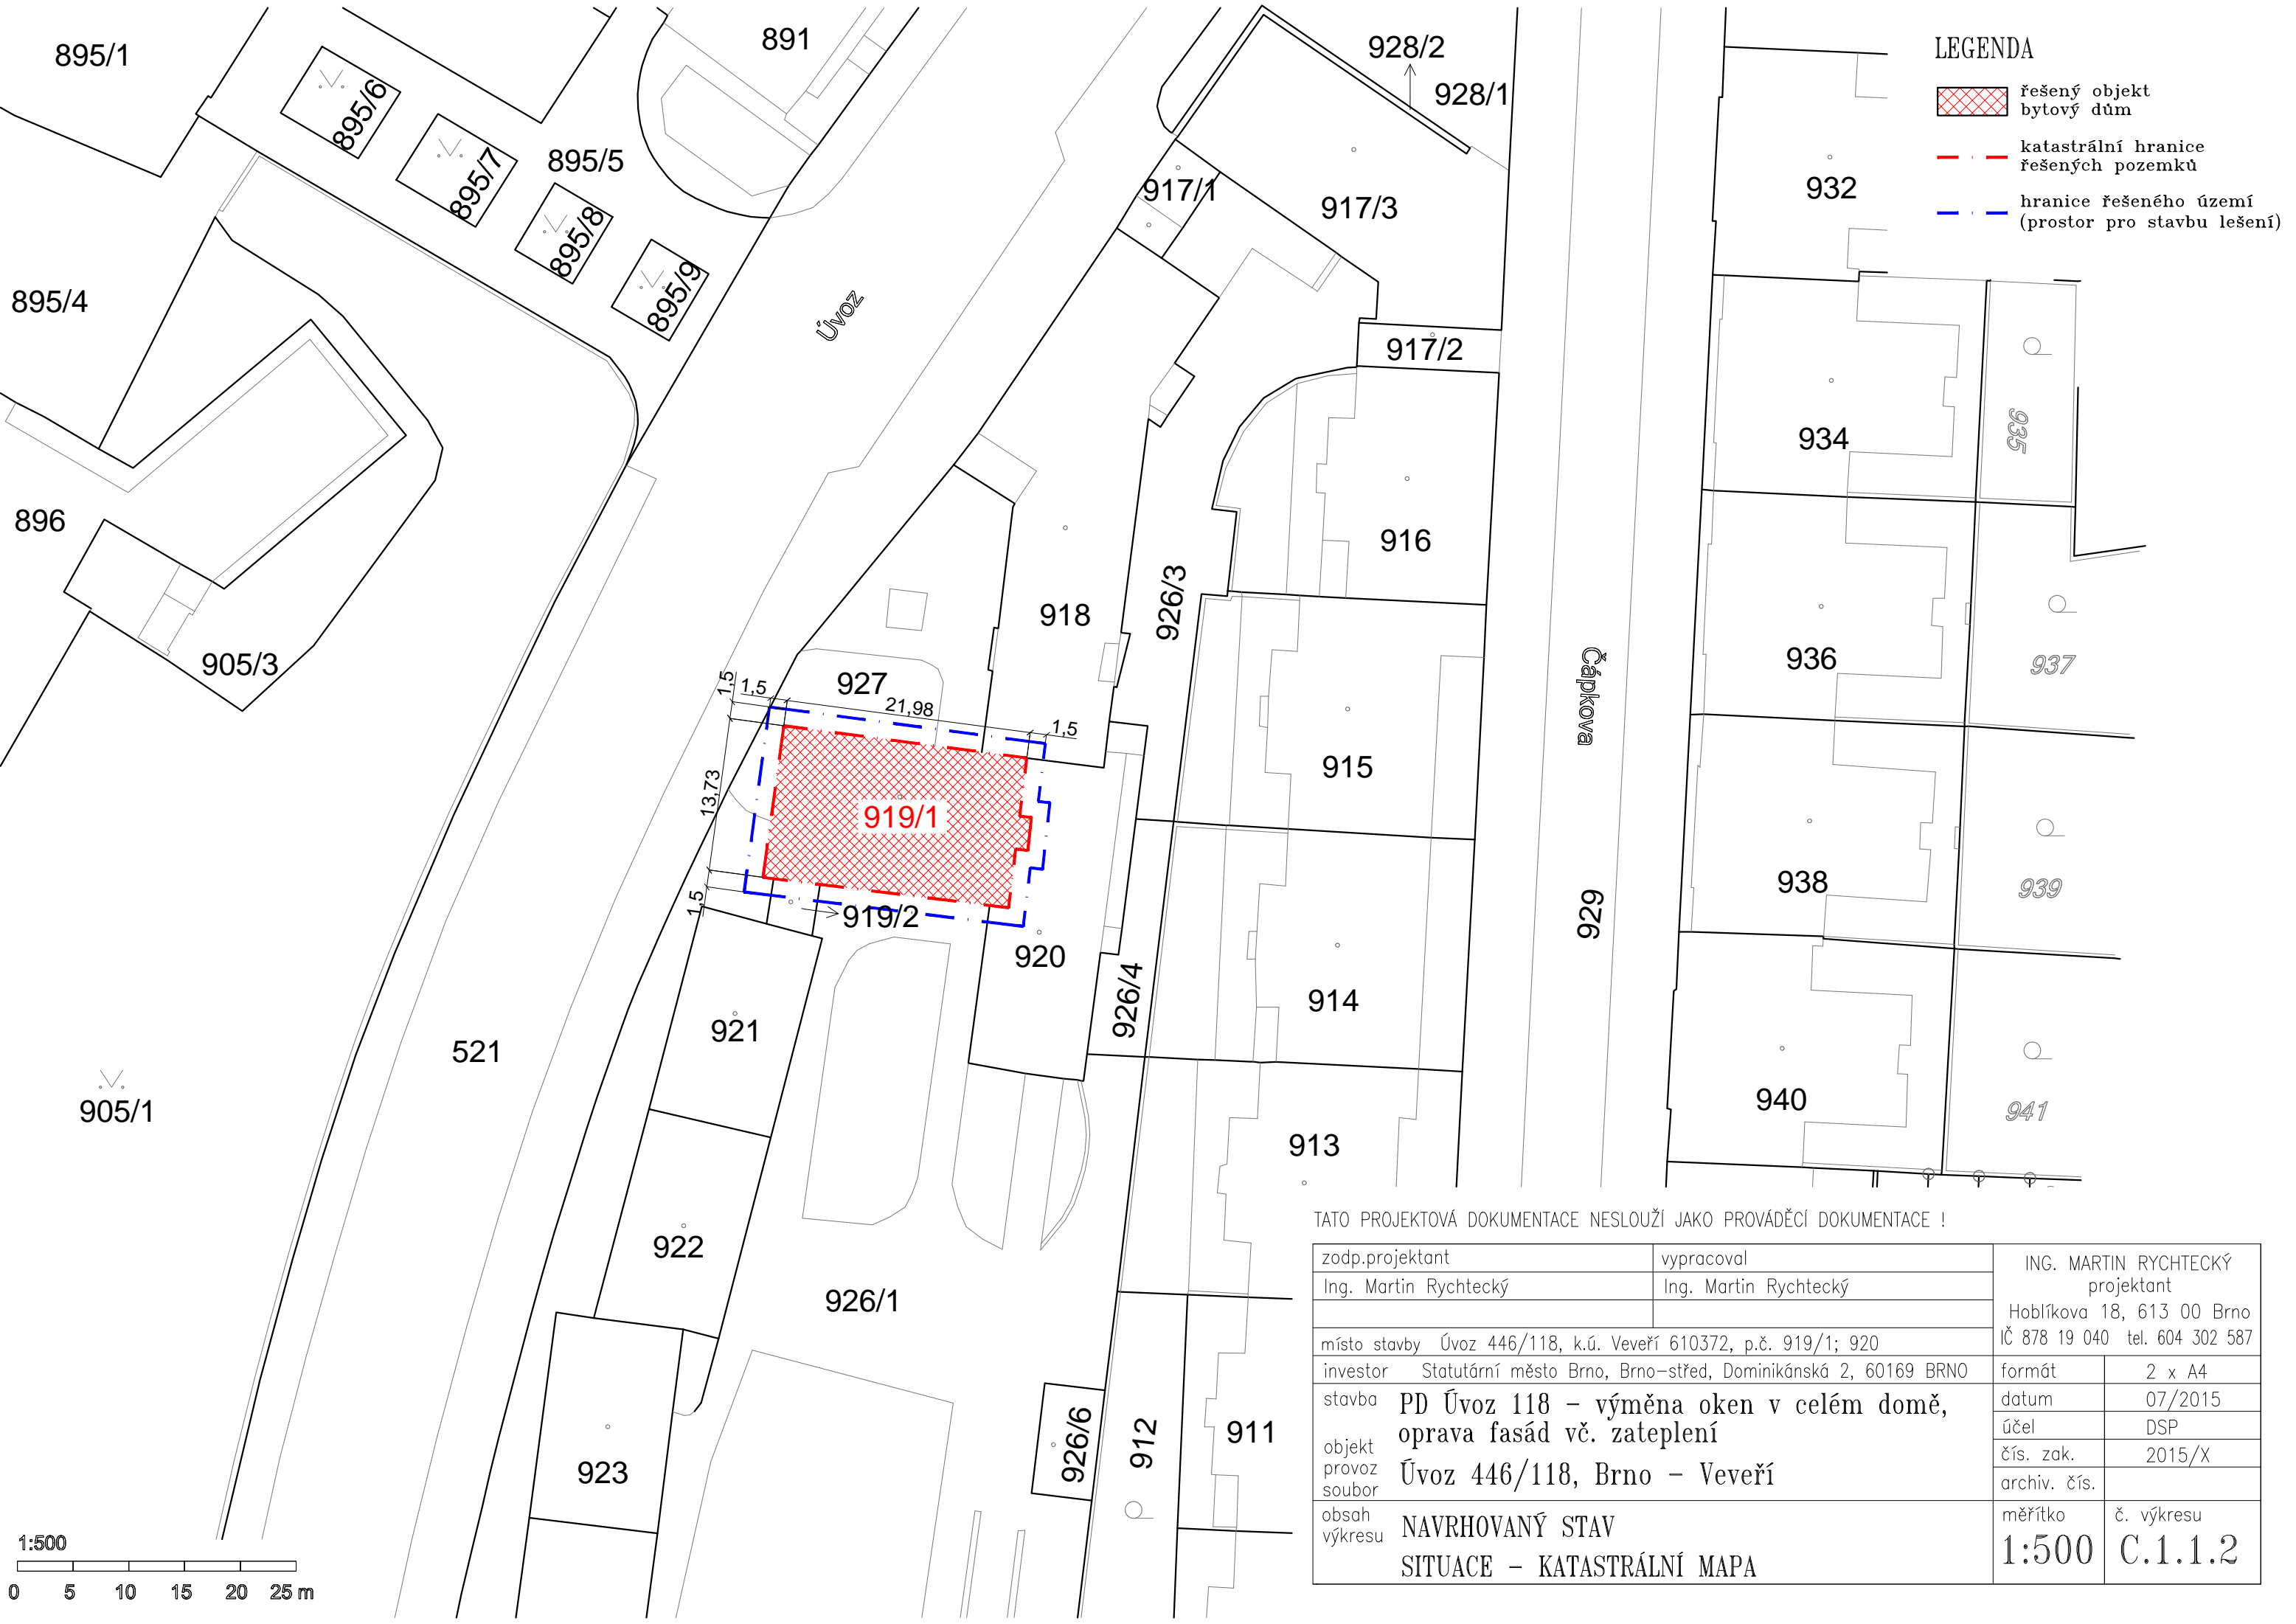 895/1
891
928/2
928/1
LEGENDA
řešený objekt
bytový dům
katastrální hranice
řešených pozemků
hranice řešeného území
(prostor pro stavbu lešení)
895/6
895/7
895/5
895/8
895/9
917/1
917/3
932
895/4
Úvoz
917/2
934
935
896
916
918
926/3
905/3
927
936
937
Čápkova
1,5
1,5
21,98
1,5
13,73
1,5
919/1
915
919/2
938
939
929
920
926/4
914
921
521
905/1
940
941
913
922
926/1
923
926/6
912
911
1:500
0 5 10 15 20 25 m
TATO PROJEKTOVÁ DOKUMENTACE NESLOUŽÍ JAKO PROVÁDĚCÍ DOKUMENTACE !
zodp.projektant vypracoval
Ing. Martin Rychtecký Ing. Martin Rychtecký
ING. MARTIN RYCHTECKÝ
projektant
Hoblíkova 18, 613 00 Brno
IČ 878 19 040 tel. 604 302 587
místo stavby Úvoz 446/118, k.ú. Veveří 610372, p.č. 919/1; 920
investor Statutární město Brno, Brno-střed, Dominikánská 2, 60169 BRNO
formát 2 x A4
stavba PD Úvoz 118 - výměna oken v celém domě,
oprava fasád vč. zateplení
datum 07/2015
účel DSP
objekt
provoz
soubor
Úvoz 446/118, Brno - Veveří
čís. zak. 2015/X
archiv. čís.
obsah
výkresu
NAVRHOVANÝ STAV
SITUACE - KATASTRÁLNÍ MAPA
měřítko
1:500
č. výkresu
C.1.1.2